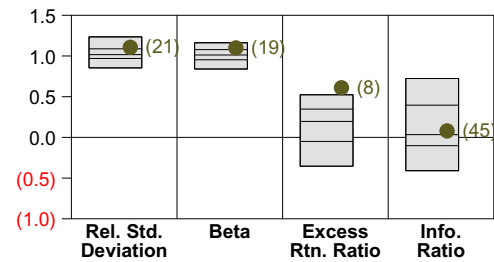 1.5
1.0
0.5
0.0
(0.5)
(1.0)
(21)
(19)
(8)
(45)
Rel. Std.
Deviation
Beta
Excess
Rtn. Ratio
Info.
Ratio